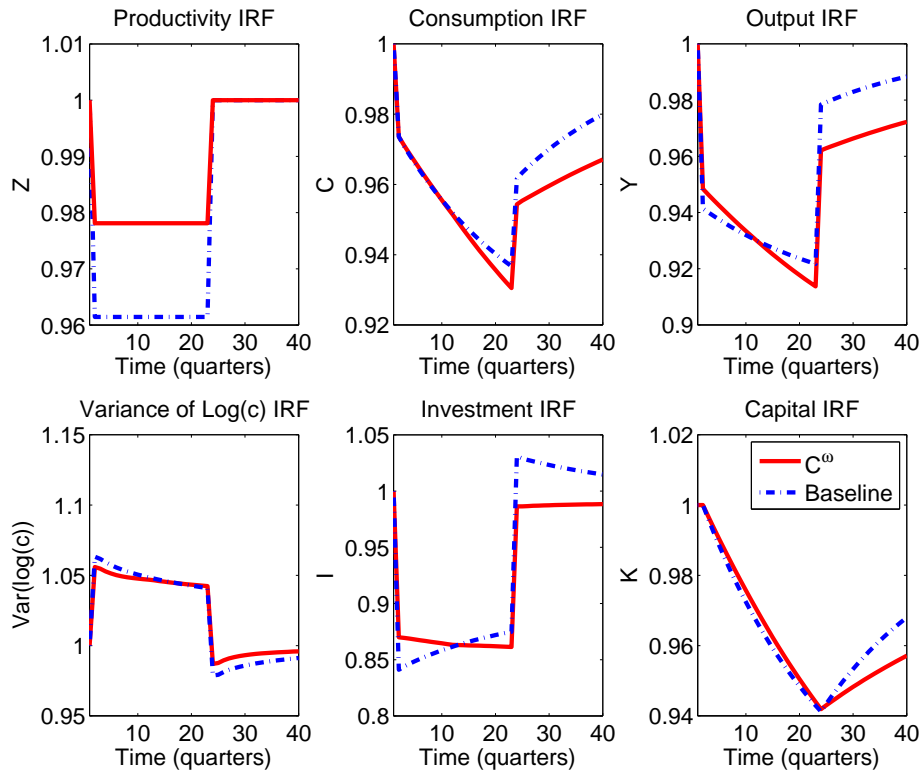 Productivity IRF
1.01
1
0.99
0.98
0.97
0.96
Z
10 20 30 40
Time (quarters)
Consumption IRF
1
0.98
0.96
0.94
0.92
C
10 20 30 40
Time (quarters)
Output IRF
1
0.98
0.96
0.94
0.92
0.9
Y
10 20 30 40
Time (quarters)
Variance of Log(c) IRF
1.15
1.1
1.05
1
0.95
Var(log(c))
10 20 30 40
Time (quarters)
Investment IRF
1.05
1
0.95
0.9
0.85
0.8
I
10 20 30 40
Time (quarters)
Capital IRF
1.02
1
0.98
0.96
0.94
K
C^ω
Baseline
10 20 30 40
Time (quarters)